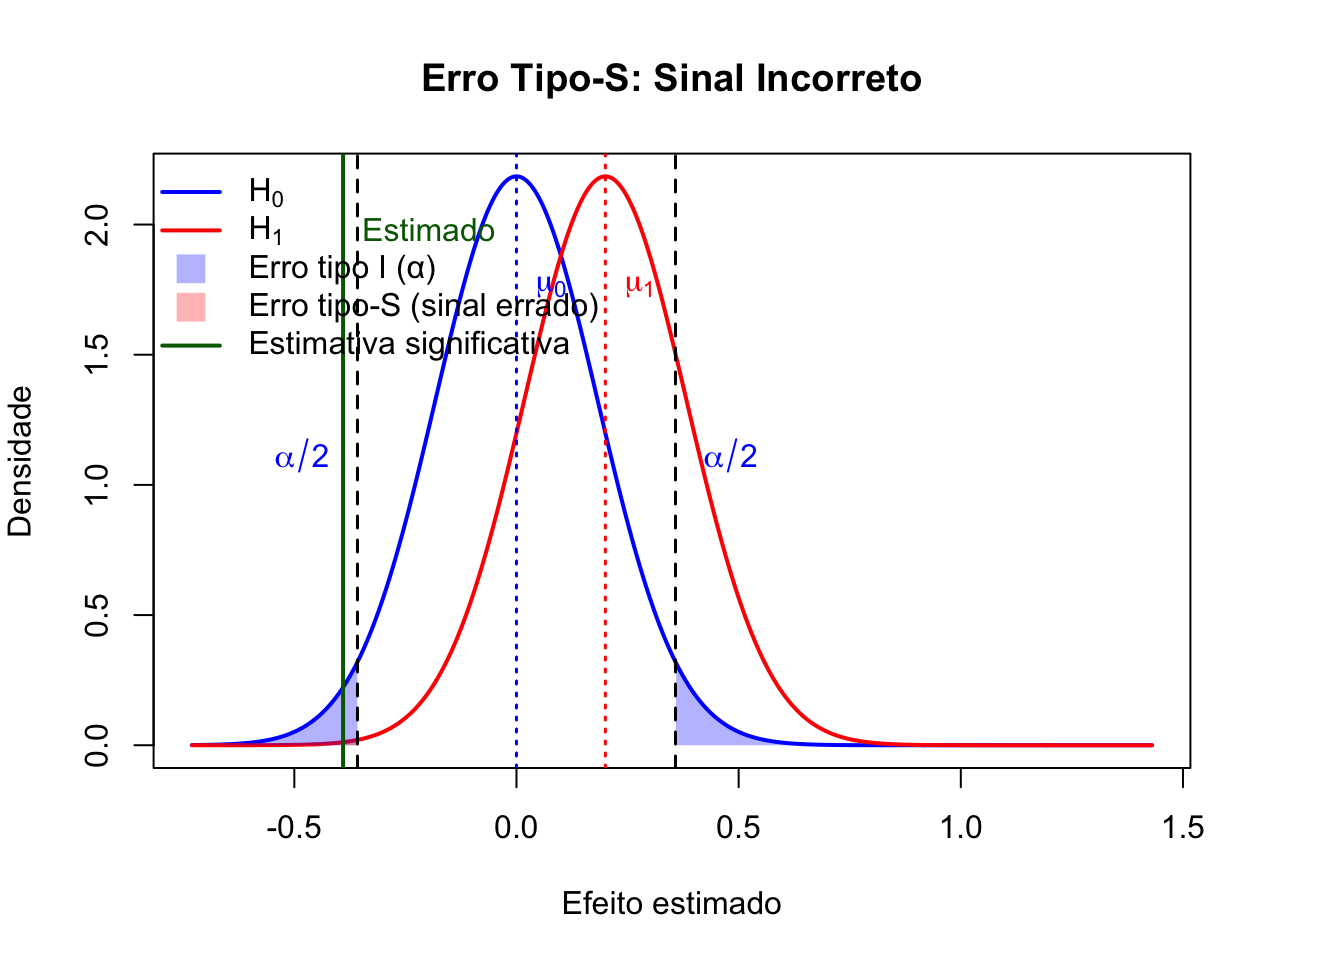 Erro Tipo-S: Sinal Incorreto
H0
H1
Estimado
Erro tipo I (α)
μ0
μ1
Erro tipo-S (sinal errado)
Estimativa significativa
α/2
α/2
Densidade
2.0
1.5
1.0
0.5
0.0
-0.5
0.0
0.5
1.0
1.5
Efeito estimado